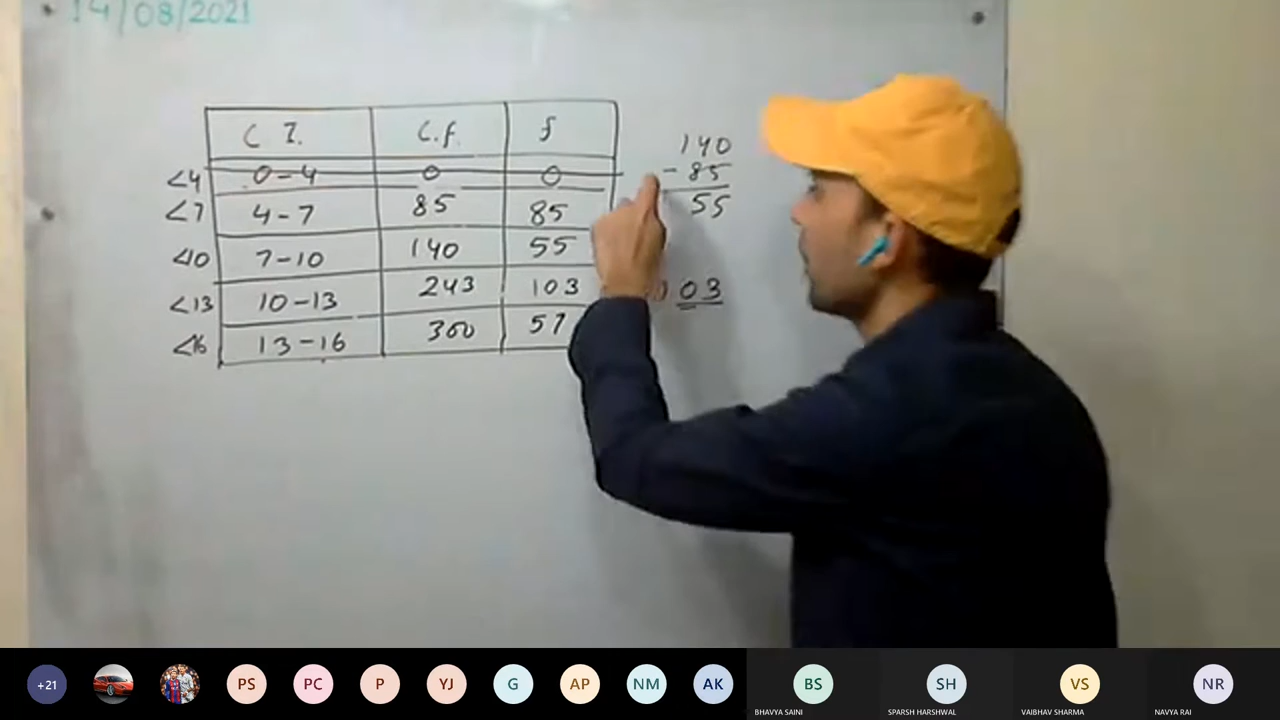 14/08/2021
C I. C.f. f
<4 0-4 0 0
<7 4-7 85 85
<10 7-10 140 55
<13 10-13 243 103
<16 13-16 300 57
140
- 85
55
103
+21 PS PC P YJ G AP NM AK BS SH VS NR
BHAVYA SAINI SPARSH HARSHWAL VAIBHAV SHARMA NAVYA RAI